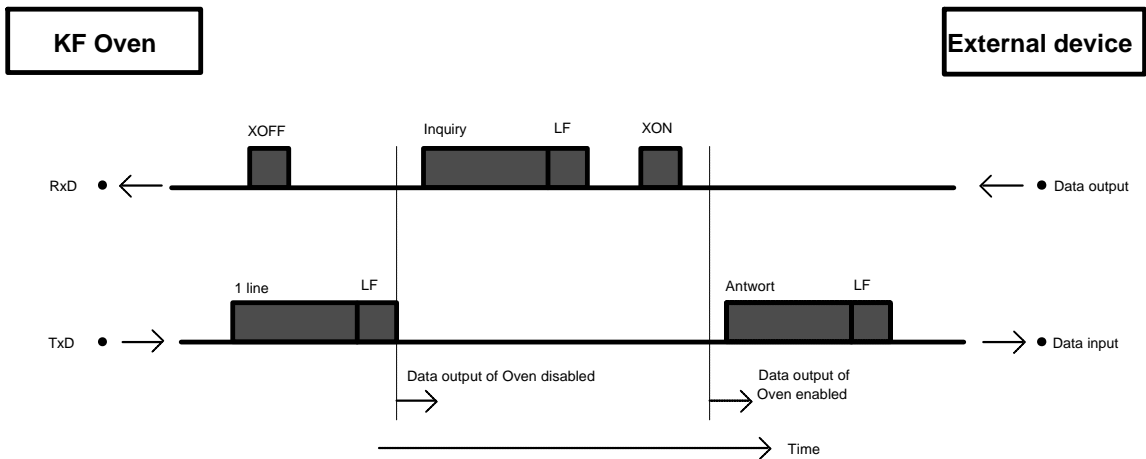 KF Oven
External device
XOFF
Inquiry
LF
XON
RxD
Data output
1 line
LF
Antwort
LF
TxD
Data input
Data output of Oven disabled
Data output of
Oven enabled
Time